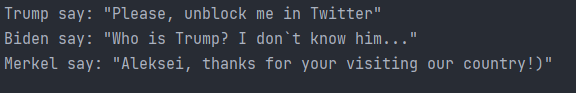 Trump say: "Please, unblock me in Twitter"
Biden say: "Who is Trump? I don`t know him..."
Merkel say: "Aleksei, thanks for your visiting our country!)"